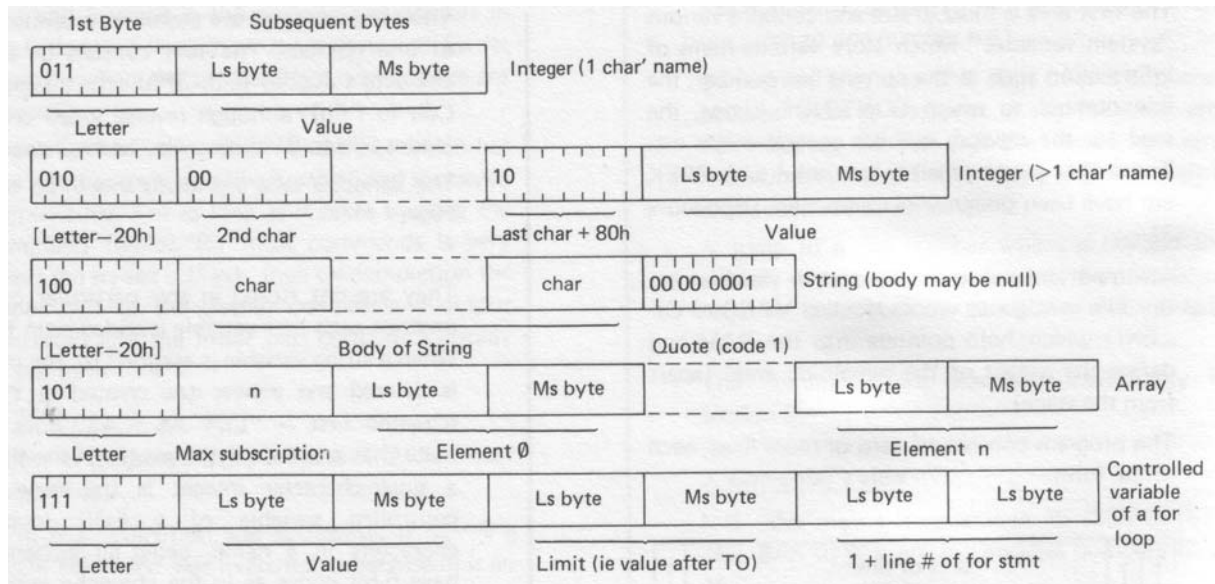 1st Byte Subsequent bytes
011 Ls byte Ms byte Integer (1 char' name)
Letter Value
010 00 10 Ls byte Ms byte Integer (>1 char' name)
[Letter–20h] 2nd char Last char + 80h Value
100 char char 00 00 0001 String (body may be null)
[Letter–20h] Body of String Quote (code 1)
101 n Ls byte Ms byte Ls byte Ms byte Array
Letter Max subscription Element 0 Element n
111 Ls byte Ms byte Ls byte Ms byte Ls byte Ms byte Controlled
variable
of a for
loop
Letter Value Limit (ie value after TO) + line # of for stmt